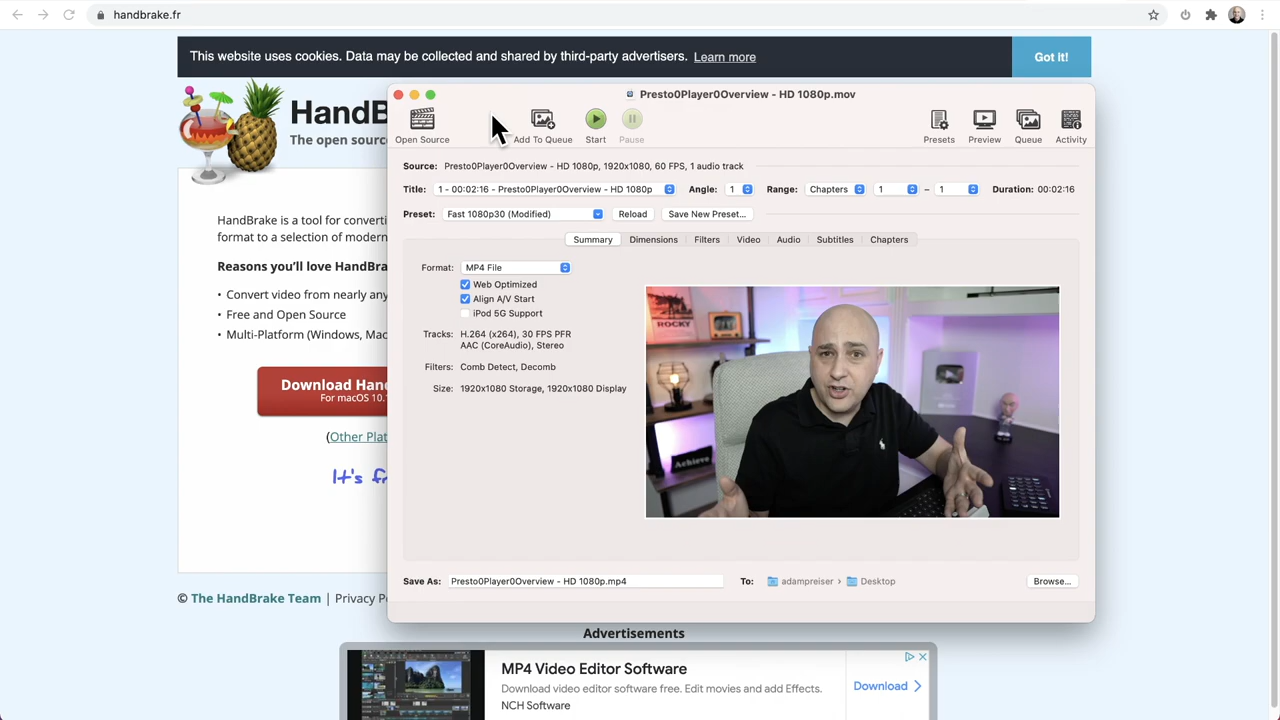 handbrake.fr
This website uses cookies. Data may be collected and shared by third-party advertisers. Learn more
Got it!
HandB
The open sourc
Presto0Player0Overview - HD 1080p.mov
Open Source
Add To Queue
Start
Pause
Presets
Preview
Queue
Activity
Source: Presto0Player0Overview - HD 1080p, 1920x1080, 60 FPS, 1 audio track
Title: 1 - 00:02:16 - Presto0Player0Overview - HD 1080p Angle: 1 Range: Chapters 1 – 1 Duration: 00:02:16
Preset: Fast 1080p30 (Modified) Reload Save New Preset...
Summary Dimensions Filters Video Audio Subtitles Chapters
Format: MP4 File
Web Optimized
Align A/V Start
iPod 5G Support
Tracks: H.264 (x264), 30 FPS PFR
AAC (CoreAudio), Stereo
Filters: Comb Detect, Decomb
Size: 1920x1080 Storage, 1920x1080 Display
ROCKY
Achieve
Save As: Presto0Player0Overview - HD 1080p.mp4 To: adampreiser › Desktop Browse...
HandBrake is a tool for converti
format to a selection of modern
Reasons you'll love HandBra
• Convert video from nearly any
• Free and Open Source
• Multi-Platform (Windows, Mac
Download Han
For macOS 10.
(Other Plat
It's fr
© The HandBrake Team | Privacy P
Advertisements
MP4 Video Editor Software
Download video editor software free. Edit movies and add Effects.
NCH Software
Download